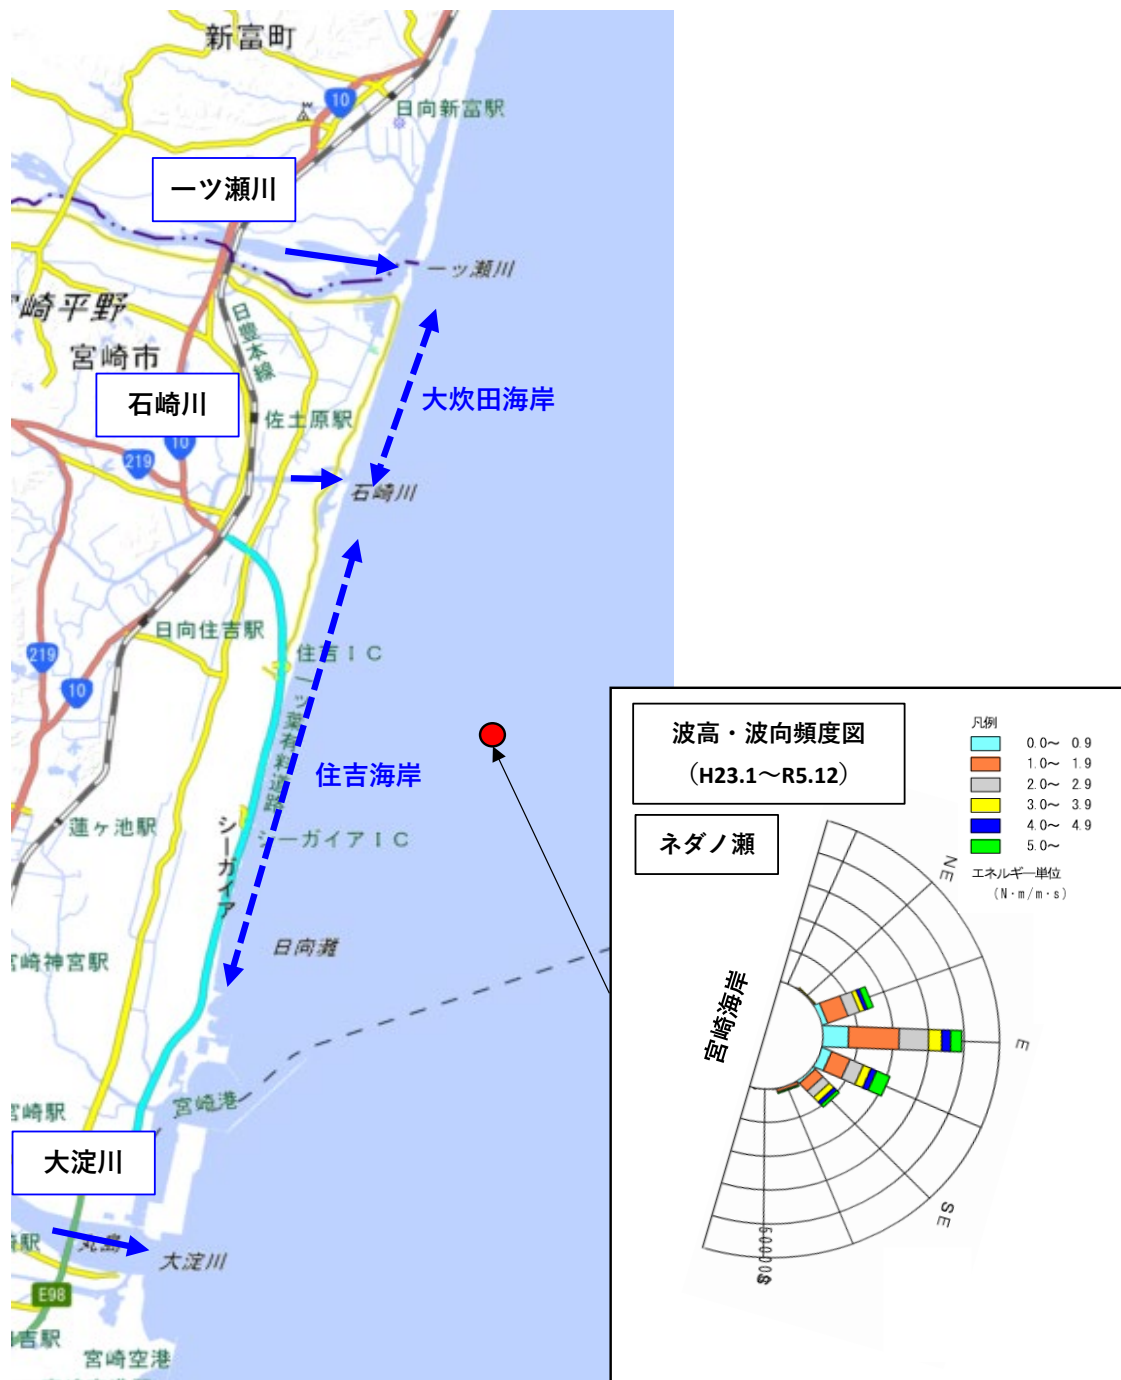 新富町
10
日向新富駅
一ツ瀬川
一ッ瀬川
崎平野
宮崎市
日豊本線
大炊田海岸
石崎川
佐土原駅
10
219
石崎川
日向住吉駅
219
10
住吉IC
一ツ葉有料道路
住吉海岸
蓮ヶ池駅
シーガイア
シーガイアIC
日向灘
宮崎神宮駅
宮崎港
宮崎駅
大淀川
丸島
大淀川
E98
吉駅
宮崎空港
波高・波向頻度図
(H23.1～R5.12)
ネダノ瀬
凡例
0.0～ 0.9
1.0～ 1.9
2.0～ 2.9
3.0～ 3.9
4.0～ 4.9
5.0～
エネルギー単位
(N・m/m・s)
NE
宮崎海岸
E
SE
S